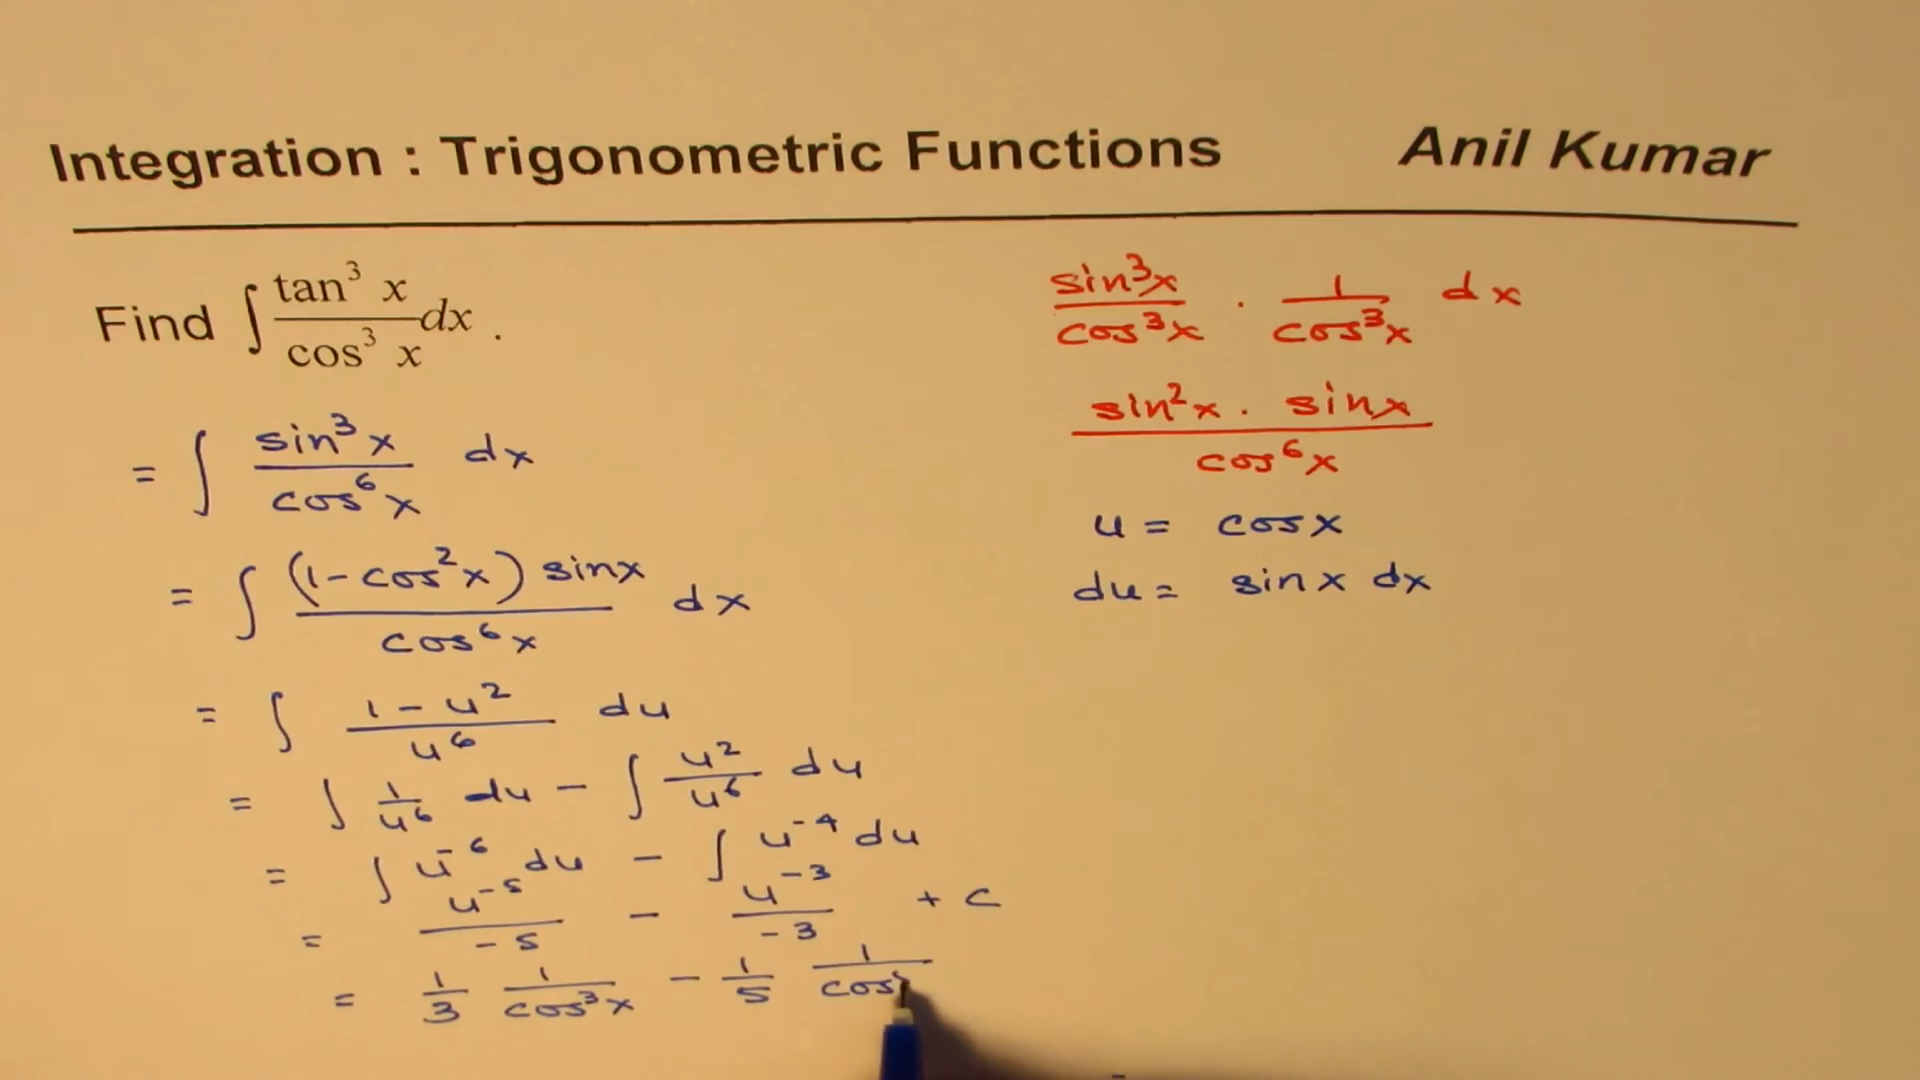 Integration : Trigonometric Functions Anil Kumar
Find ∫ tan³ x / cos³ x dx .
= ∫ sin³x / cos⁶x dx
= ∫ (1 - cos²x) sinx / cos⁶x dx
= ∫ 1 - u² / u⁶ du
= ∫ 1/u⁶ du - ∫ u²/u⁶ du
= ∫ u⁻⁶ du - ∫ u⁻⁴ du
= u⁻⁵ / -5 - u⁻³ / -3 + c
= 1/3 1/cos³x - 1/5 1/cos
sin³x / cos³x · 1 / cos³x dx
sin²x · sinx / cos⁶x
u = cosx
du = sinx dx